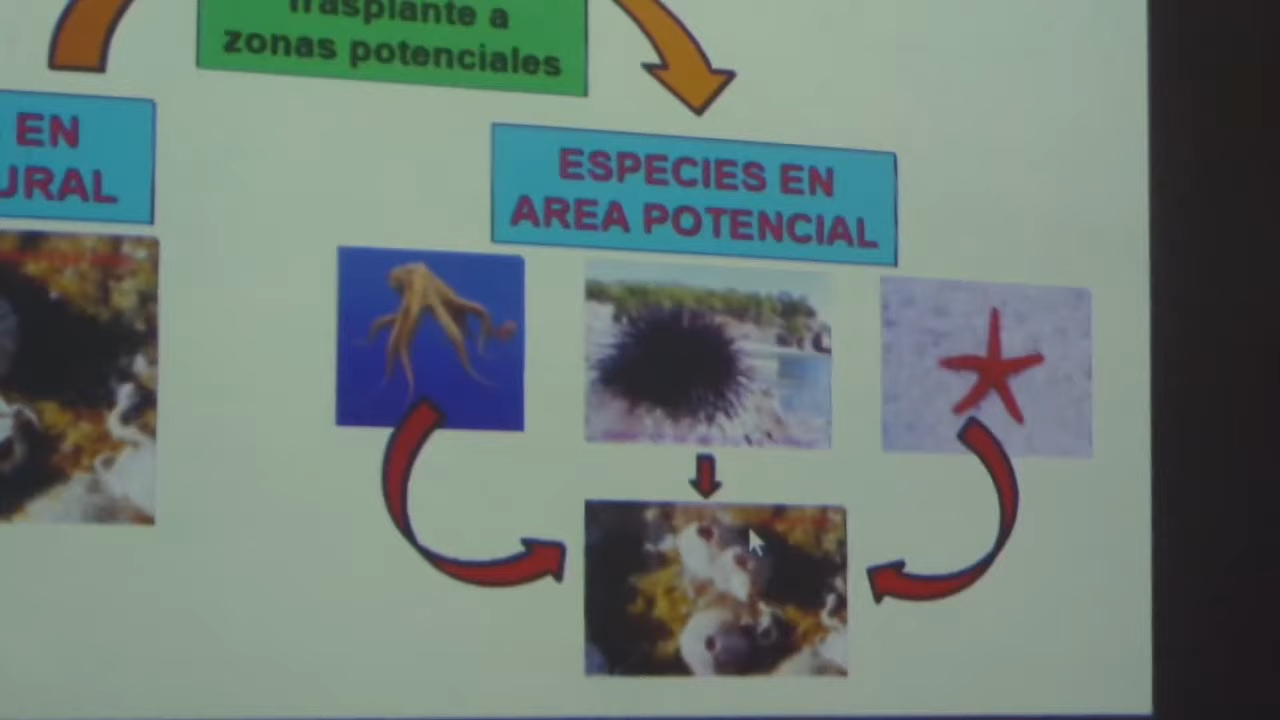 Trasplante a
zonas potenciales
EN
URAL
ESPECIES EN
AREA POTENCIAL